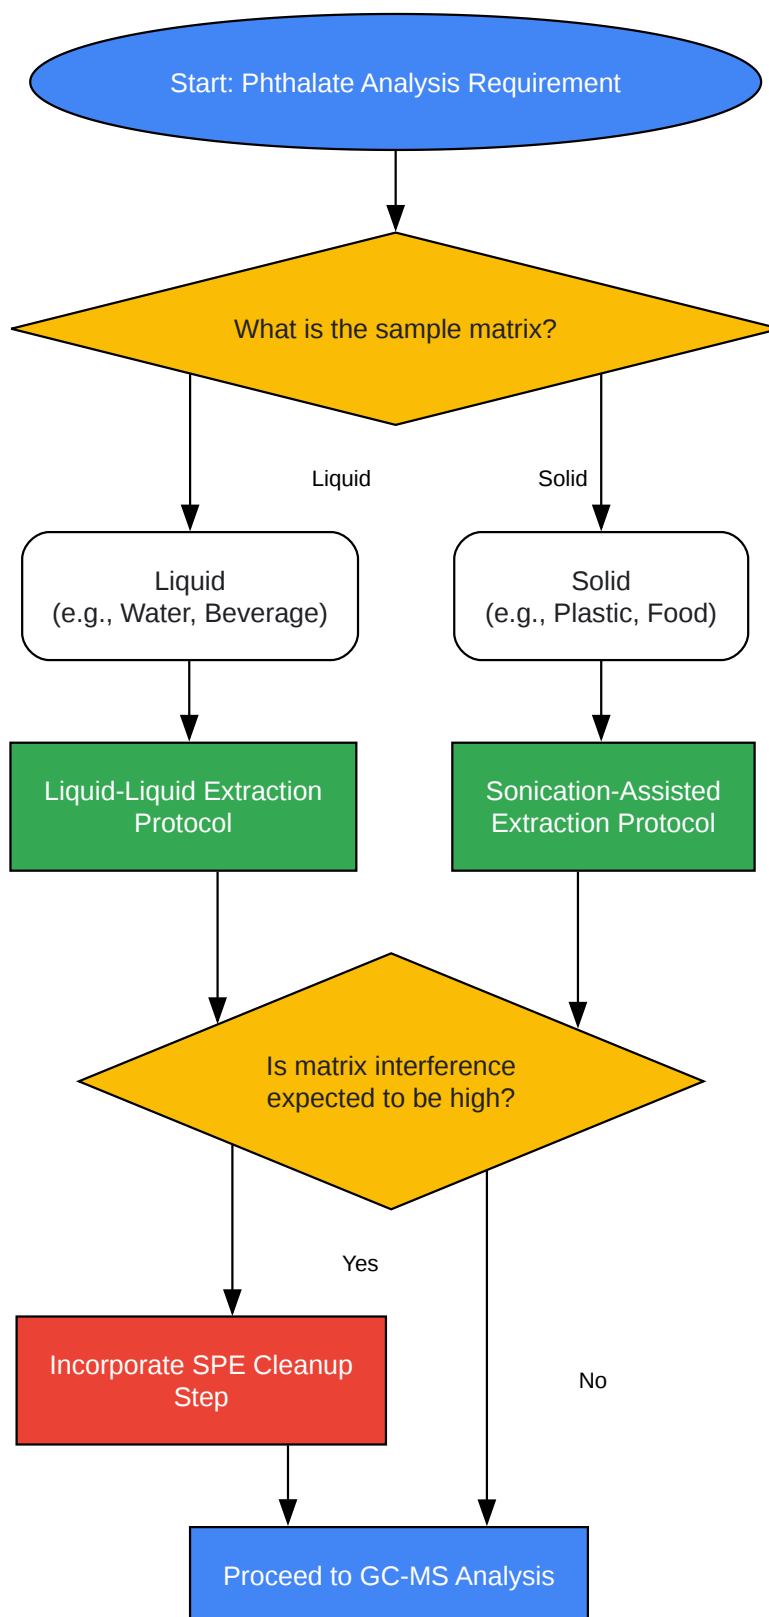 Start: Phthalate Analysis Requirement
What is the sample matrix?
Liquid
Solid
Liquid
(e.g., Water, Beverage)
Solid
(e.g., Plastic, Food)
Liquid-Liquid Extraction
Protocol
Sonication-Assisted
Extraction Protocol
Is matrix interference
expected to be high?
Yes
Incorporate SPE Cleanup
Step
No
Proceed to GC-MS Analysis